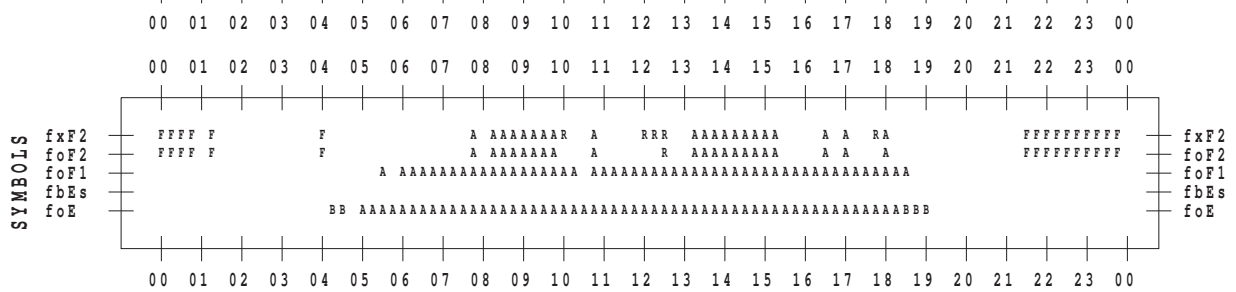 00 01 02 03 04 05 06 07 08 09 10 11 12 13 14 15 16 17 18 19 20 21 22 23 00
00 01 02 03 04 05 06 07 08 09 10 11 12 13 14 15 16 17 18 19 20 21 22 23 00
SYMBOLS
fxF2 FFFF F F A AAAAAAAR A RRR AAAAAAAAA A A RA FFFFFFFFFF fxF2
foF2 FFFF F F A AAAAAAA A R AAAAAAAAA A A A FFFFFFFFFF foF2
foF1 A AAAAAAAAAAAAAAAAAA AAAAAAAAAAAAAAAAAAAAAAAAAAAAAAAA foF1
fbEs fbEs
foE BB AAAAAAAAAAAAAAAAAAAAAAAAAAAAAAAAAAAAAAAAAAAAAAAAAAAAAABBB foE
00 01 02 03 04 05 06 07 08 09 10 11 12 13 14 15 16 17 18 19 20 21 22 23 00